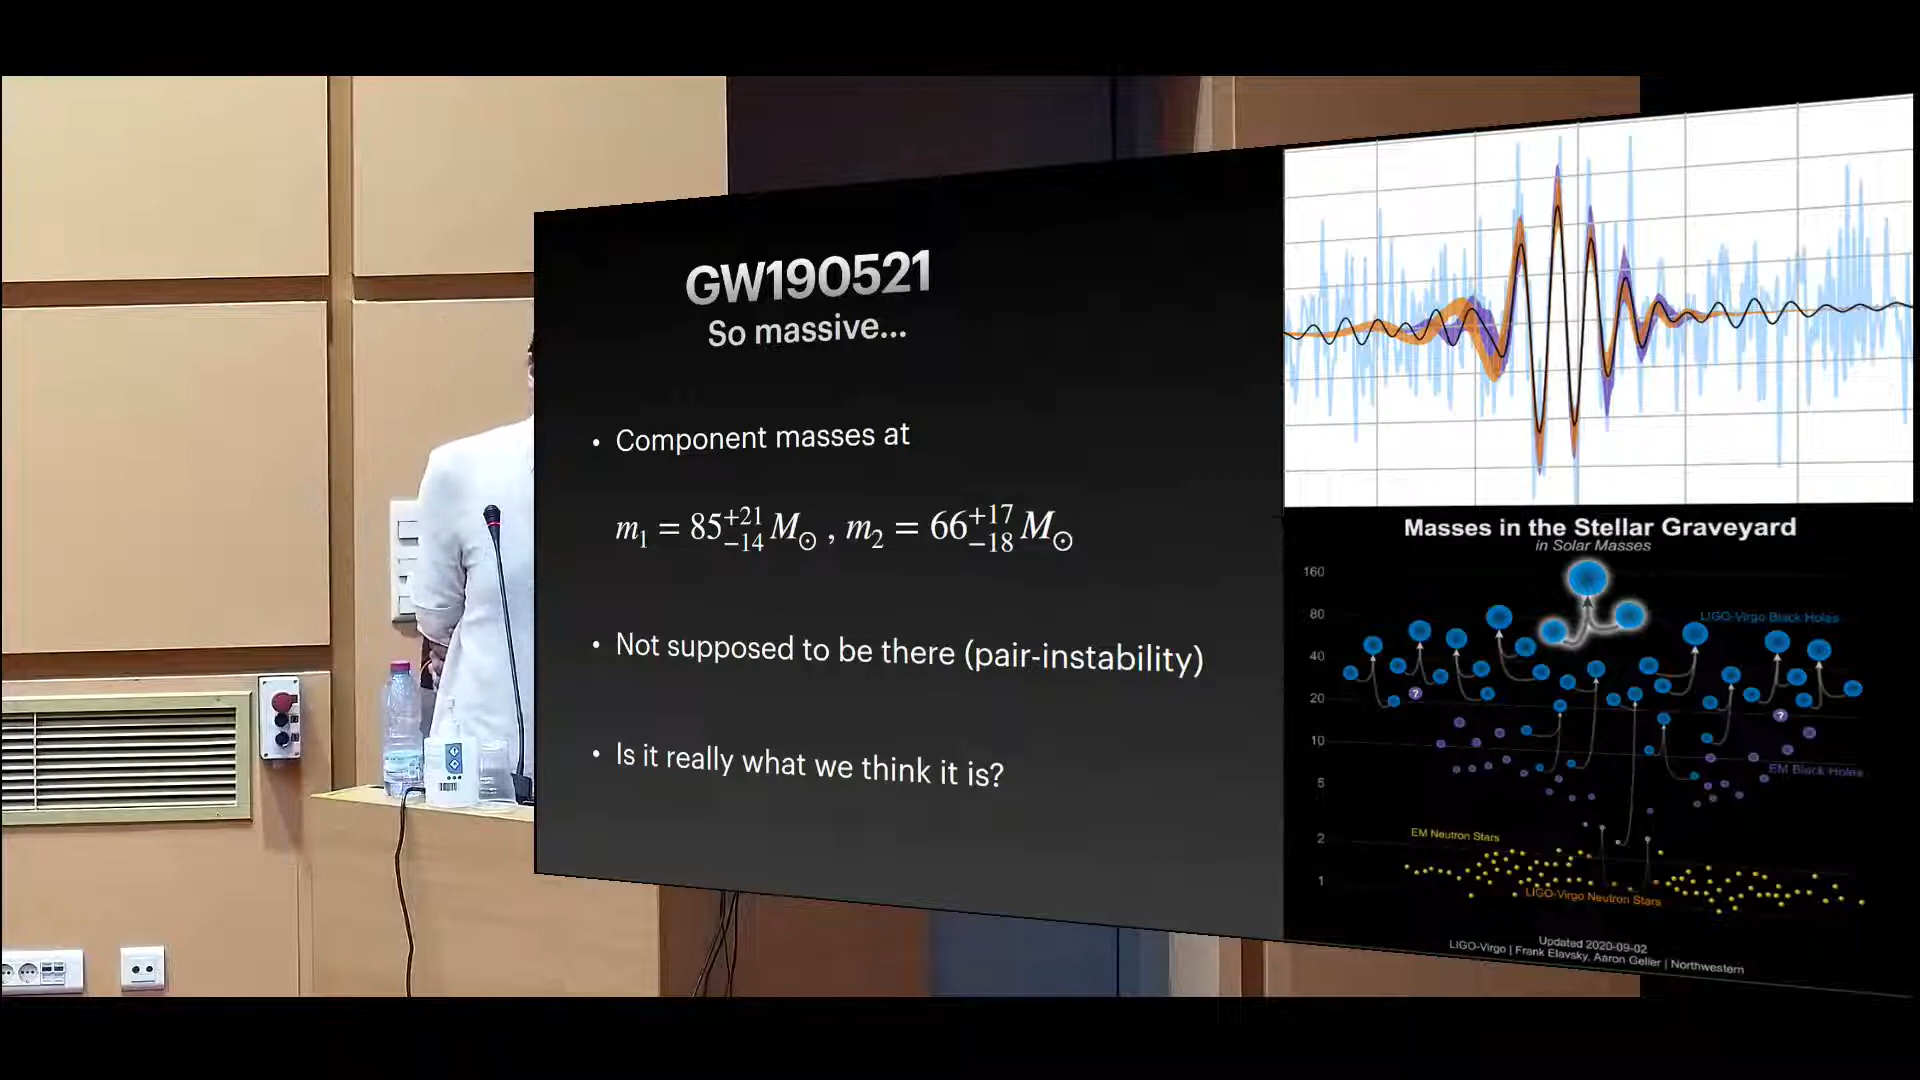 GW190521
So massive...
• Component masses at
m₁ = 85⁺²¹₋₁₄ M⊙ , m₂ = 66⁺¹⁷₋₁₈ M⊙
• Not supposed to be there (pair-instability)
• Is it really what we think it is?
Masses in the Stellar Graveyard
in Solar Masses
160
80
LIGO-Virgo Black Holes
40
20
?
?
10
EM Black Holes
5
2
EM Neutron Stars
1
LIGO-Virgo Neutron Stars
Updated 2020-09-02
LIGO-Virgo | Frank Elavsky, Aaron Geller | Northwestern